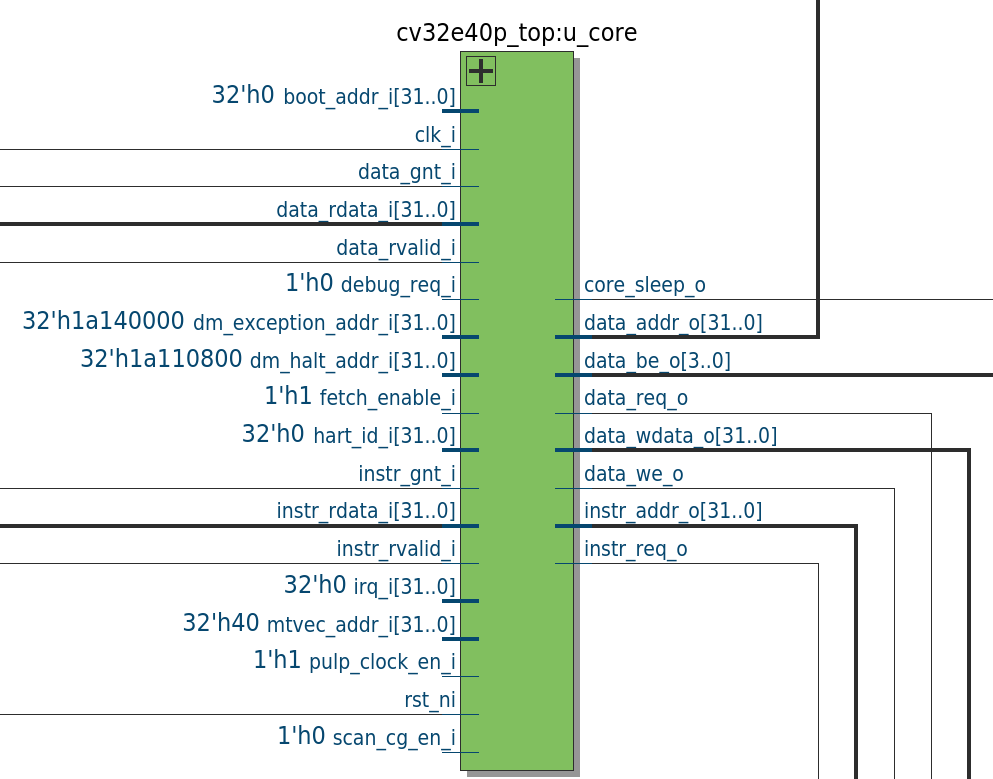 cv32e40p_top:u_core
32'h0 boot_addr_i[31..0]
clk_i
data_gnt_i
data_rdata_i[31..0]
data_rvalid_i
1'h0 debug_req_i
core_sleep_o
32'h1a140000 dm_exception_addr_i[31..0]
data_addr_o[31..0]
32'h1a110800 dm_halt_addr_i[31..0]
data_be_o[3..0]
1'h1 fetch_enable_i
data_req_o
32'h0 hart_id_i[31..0]
data_wdata_o[31..0]
instr_gnt_i
data_we_o
instr_rdata_i[31..0]
instr_addr_o[31..0]
instr_rvalid_i
instr_req_o
32'h0 irq_i[31..0]
32'h40 mtvec_addr_i[31..0]
1'h1 pulp_clock_en_i
rst_ni
1'h0 scan_cg_en_i